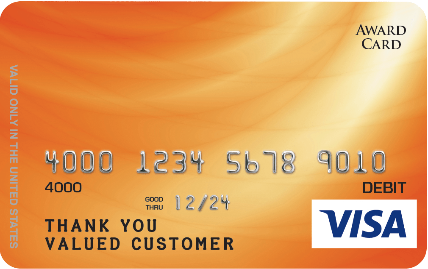 AWARD
CARD
VALID ONLY IN THE UNITED STATES
4000 1234 5678 9010
4000
DEBIT
GOOD
THRU
12/24
THANK YOU
VALUED CUSTOMER
VISA